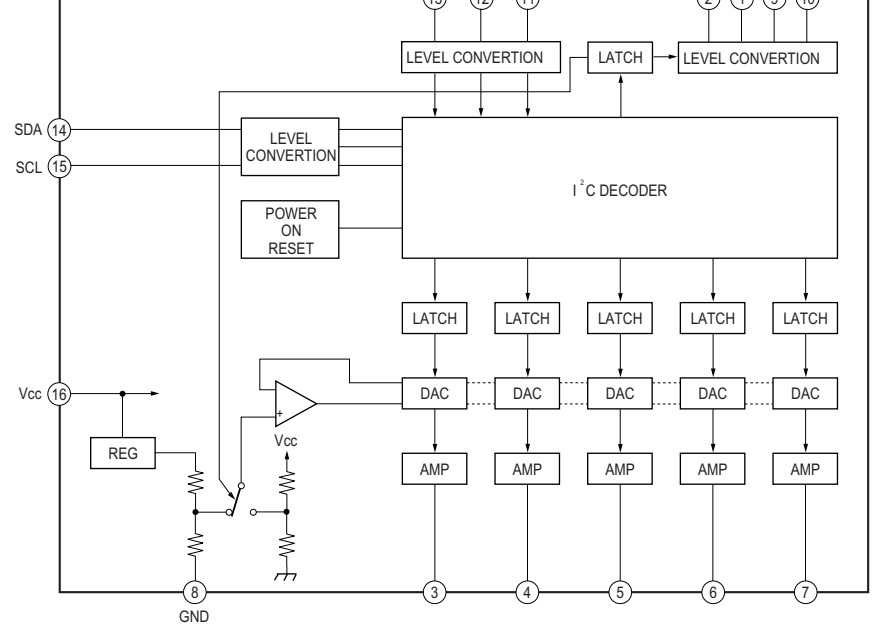 LEVEL CONVERTION
LATCH
LEVEL CONVERTION
SDA 14
LEVEL
CONVERTION
SCL 15
I²C DECODER
POWER
ON
RESET
LATCH LATCH LATCH LATCH LATCH
Vcc 16
DAC DAC DAC DAC DAC
+
Vcc
REG
AMP AMP AMP AMP AMP
8 3 4 5 6 7
GND